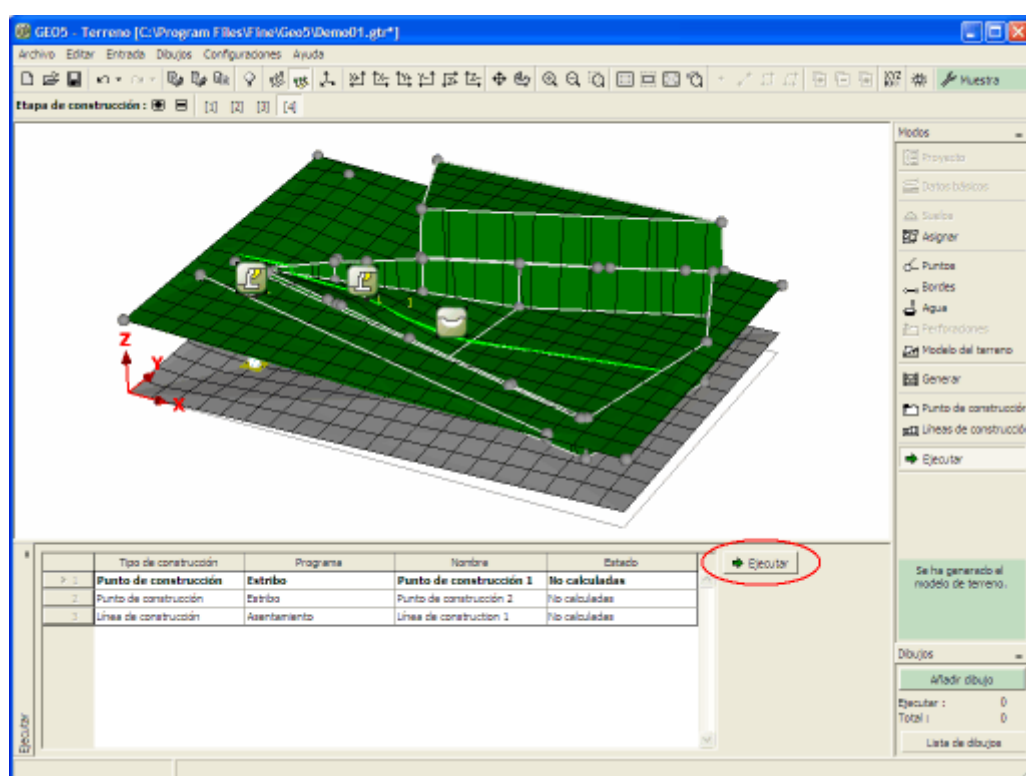 GEO5 - Terreno [C:\Program Files\Fine\Geo5\Demo01.gtr*]
Archivo Editar Entrada Dibujos Configuraciones Ayuda
Muestra
Etapa de construcción : [1] [2] [3] [4]
Modos
Proyecto
Datos básicos
Suelos
Asignar
Puntos
Bordes
Agua
Perforaciones
Modelo del terreno
Generar
Punto de construcción
Líneas de construcció
Ejecutar
Z
Y
X
1
Tipo de construcción Programa Nombre Estado
1 Punto de construcción Estribo Punto de construcción 1 No calculadas
2 Punto de construcción Estribo Punto de construcción 2 No calculadas
3 Línea de construcción Asentamiento Línea de construction 1 No calculadas
Ejecutar
Ejecutar
Se ha generado el
modelo de terreno.
Dibujos
Añadir dibujo
Ejecutar : 0
Total : 0
Lista de dibujos